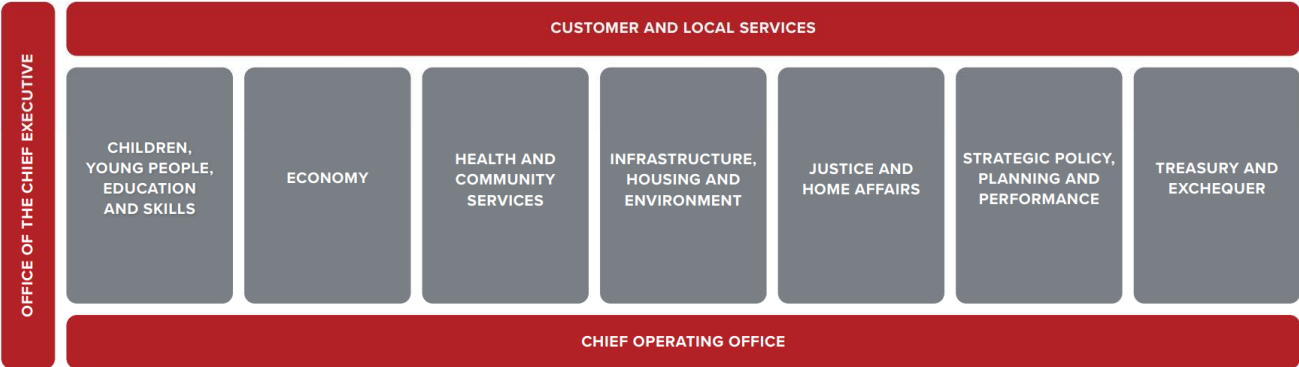 OFFICE OF THE CHIEF EXECUTIVE
CUSTOMER AND LOCAL SERVICES
CHILDREN,
YOUNG PEOPLE,
EDUCATION
AND SKILLS
ECONOMY
HEALTH AND
COMMUNITY
SERVICES
INFRASTRUCTURE,
HOUSING AND
ENVIRONMENT
JUSTICE AND
HOME AFFAIRS
STRATEGIC POLICY,
PLANNING AND
PERFORMANCE
TREASURY AND
EXCHEQUER
CHIEF OPERATING OFFICE